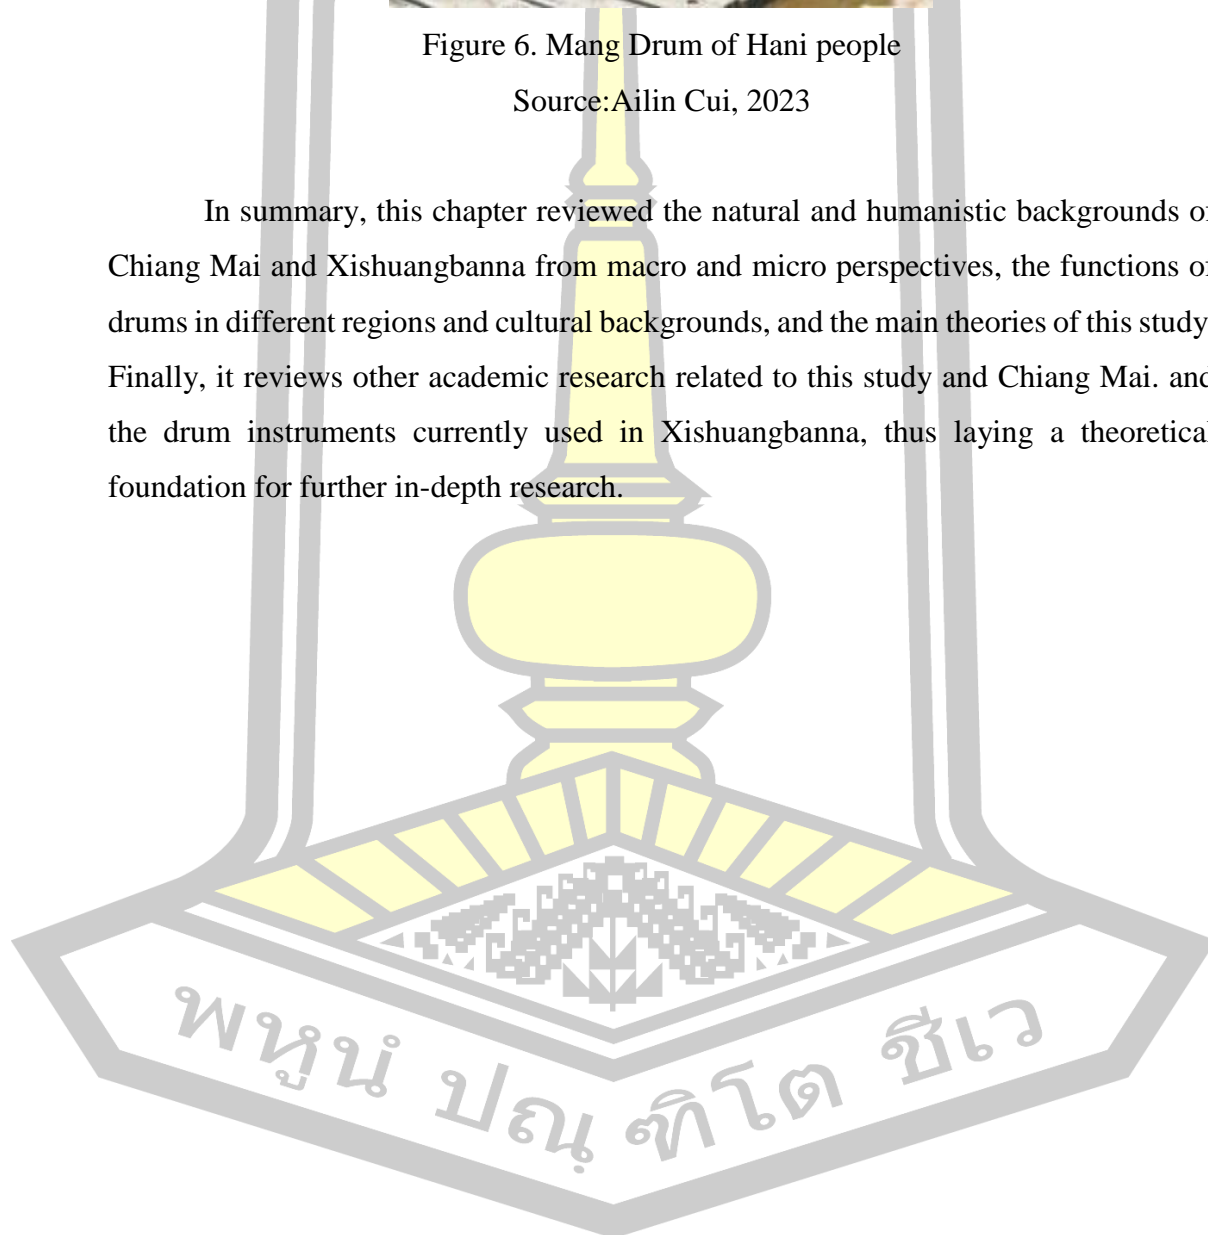 Figure 6. Mang Drum of Hani people
Source:Ailin Cui, 2023
In summary, this chapter reviewed the natural and humanistic backgrounds of
Chiang Mai and Xishuangbanna from macro and micro perspectives, the functions of
drums in different regions and cultural backgrounds, and the main theories of this study
Finally, it reviews other academic research related to this study and Chiang Mai. and
the drum instruments currently used in Xishuangbanna, thus laying a theoretical
foundation for further in-depth research.
พหูนํ ปณฺฑิโต ชีเว